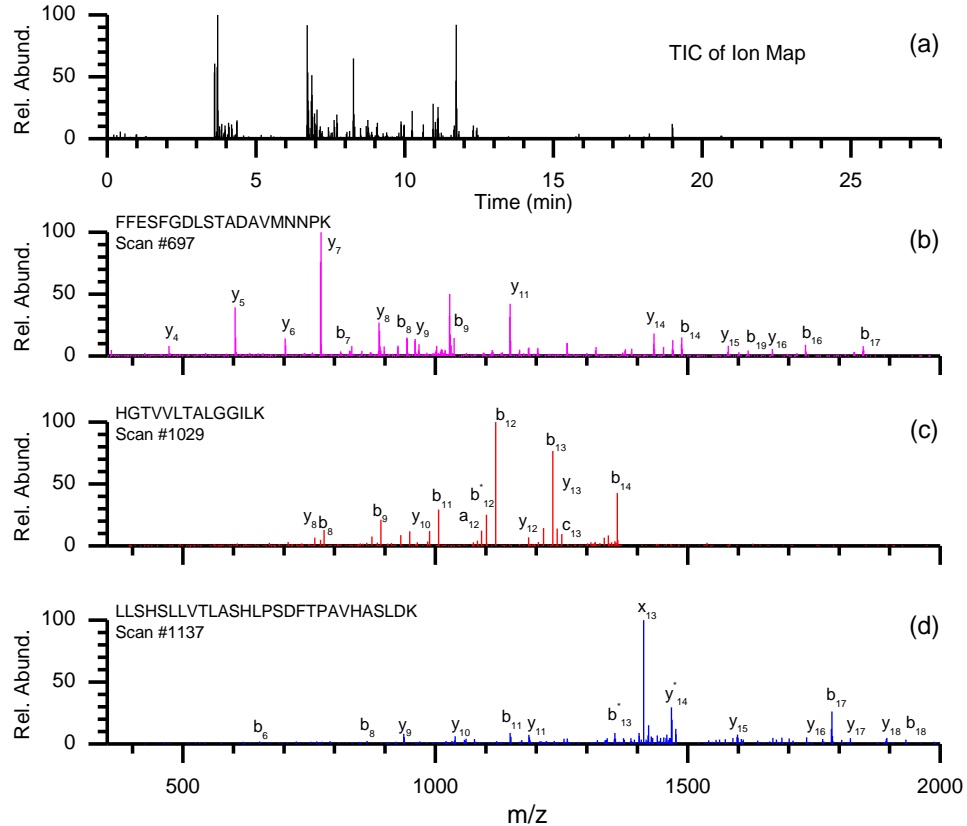 (a)
TIC of Ion Map
Rel. Abund.
100
50
0
0 5 10 15 20 25
Time (min)
FFESFGDLSTADAVMNNPK
Scan #697
(b)
Rel. Abund.
100
50
0
y4 y5 y6 y7 b7 y8 b8 y9 b9 y11 y14 b14 y15 b19 y16 b16 b17
HGTVVLTALGGILK
Scan #1029
(c)
Rel. Abund.
100
50
0
y8 b8 b9 y10 b11 a12 b*12 b12 y12 b13 y13 c13 b14
LLSHSLLVTLASHLPSDFTPAVHASLDK
Scan #1137
(d)
Rel. Abund.
100
50
0
b6 b8 y9 y10 b11 y11 b*13 x13 y*14 y15 y16 b17 y17 y18 b18
500 1000 1500 2000
m/z